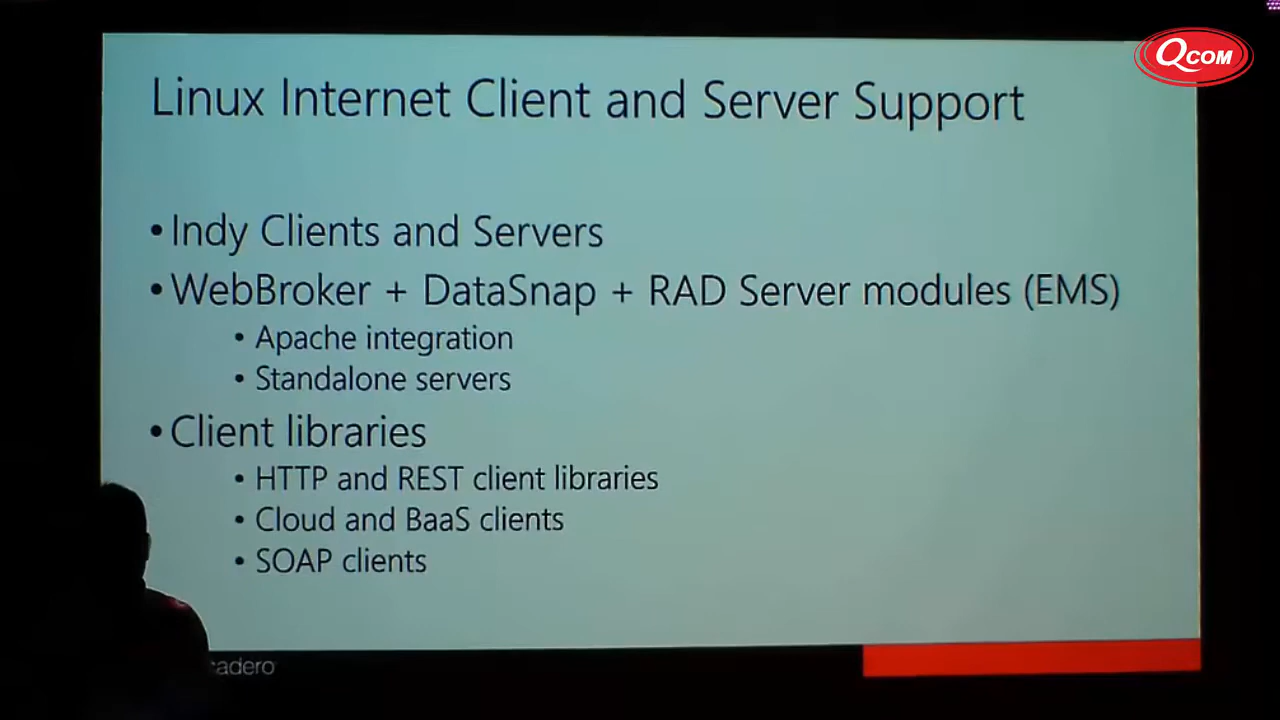 QCOM
Linux Internet Client and Server Support
•Indy Clients and Servers
•WebBroker + DataSnap + RAD Server modules (EMS)
•Apache integration
•Standalone servers
•Client libraries
•HTTP and REST client libraries
•Cloud and BaaS clients
•SOAP clients
cadero